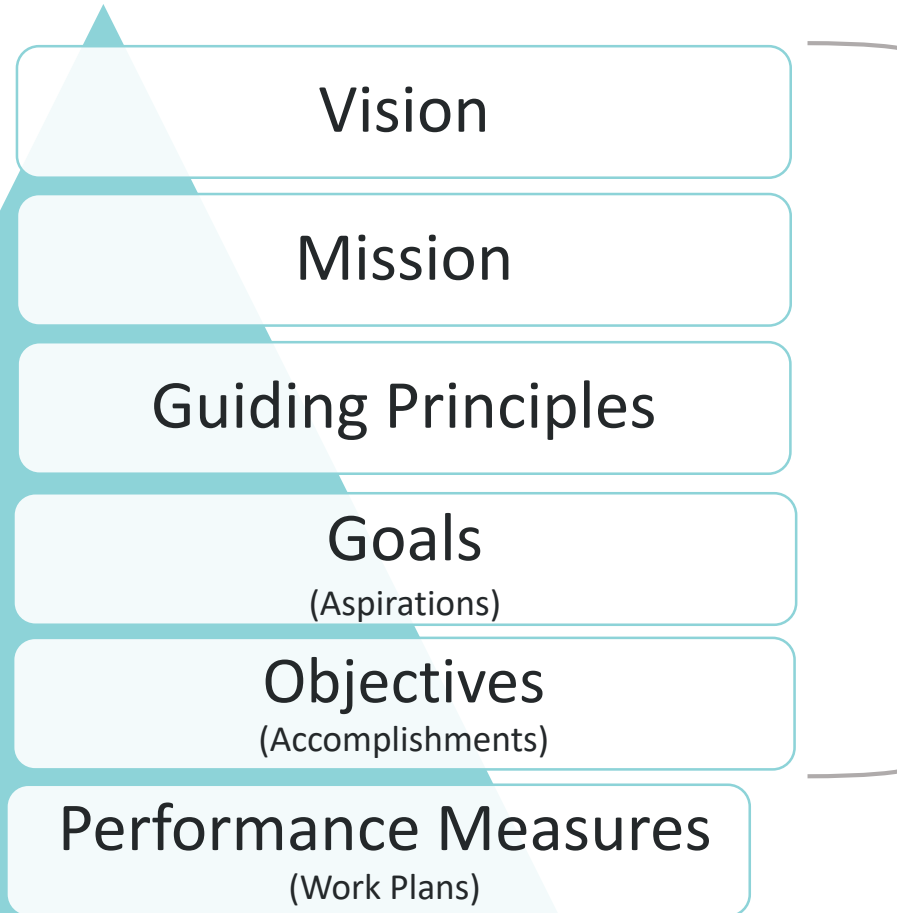 Vision
Mission
Guiding Principles
Goals
(Aspirations)
Objectives
(Accomplishments)
Performance Measures
(Work Plans)